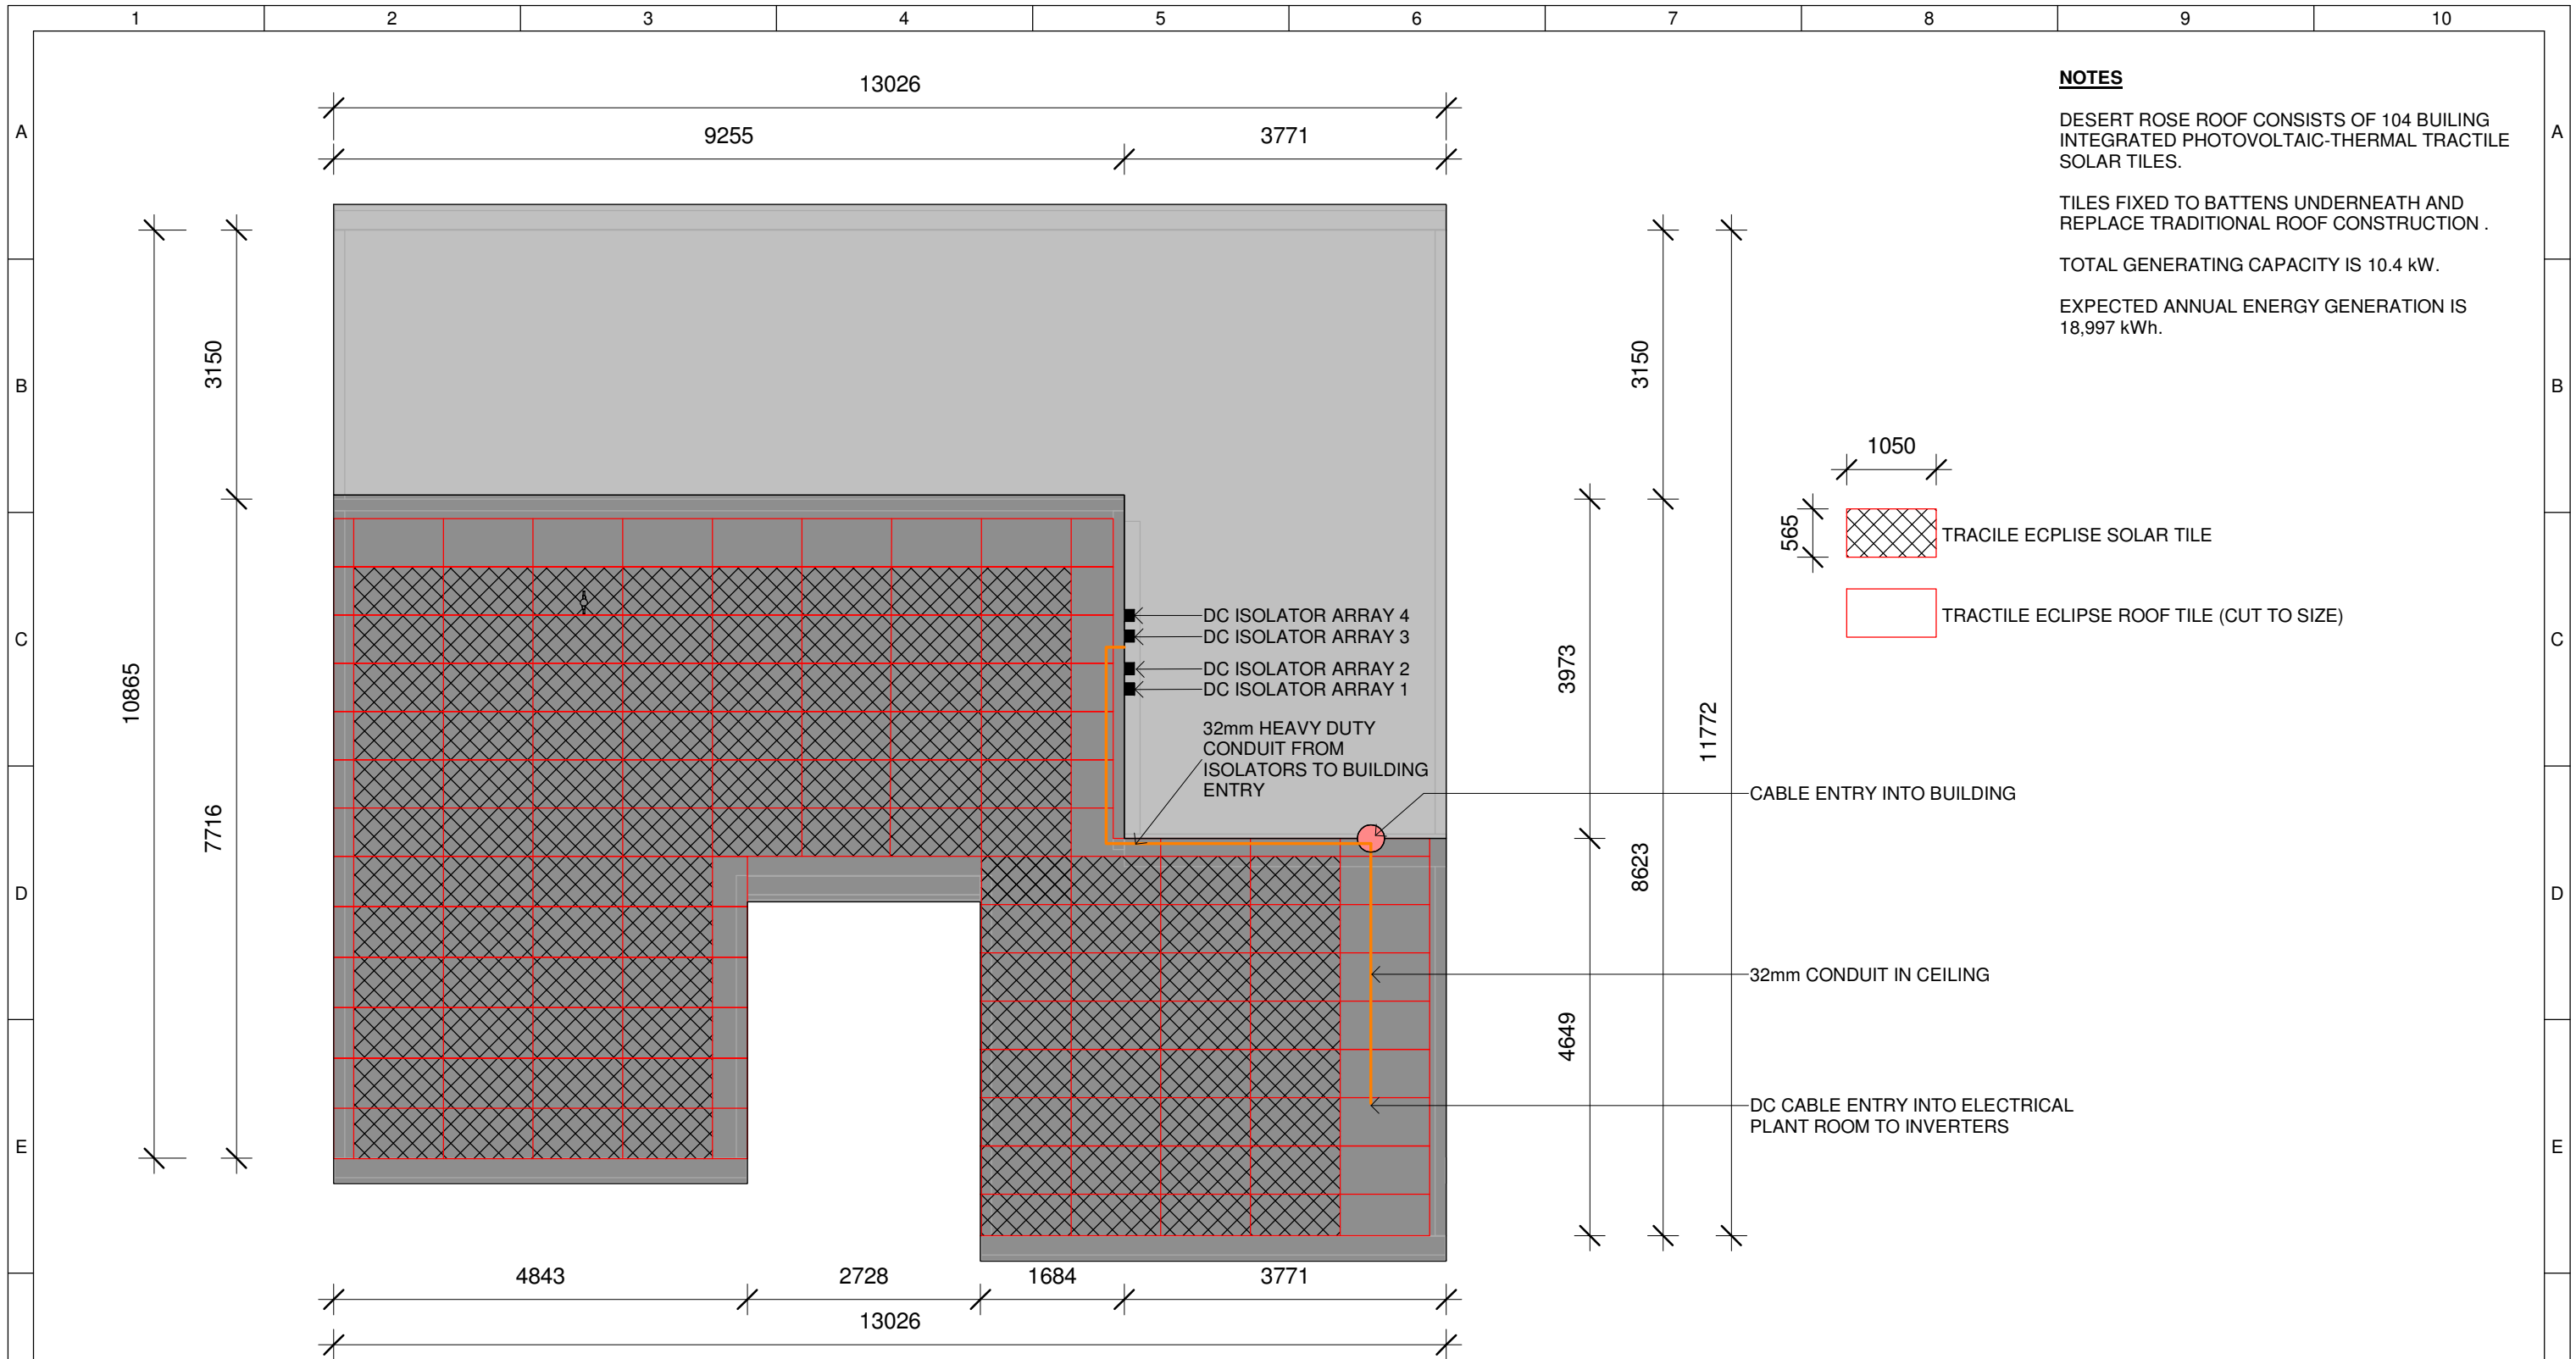 1 2 3 4 5 6 7 8 9 10
A
B
C
D
E
A
B
C
D
E
13026
9255 3771
10865
3150
7716
3150
3973
11772
8623
4649
4843 2728 1684 3771
13026
DC ISOLATOR ARRAY 4
DC ISOLATOR ARRAY 3
DC ISOLATOR ARRAY 2
DC ISOLATOR ARRAY 1
32mm HEAVY DUTY
CONDUIT FROM
ISOLATORS TO BUILDING
ENTRY
CABLE ENTRY INTO BUILDING
32mm CONDUIT IN CEILING
DC CABLE ENTRY INTO ELECTRICAL
PLANT ROOM TO INVERTERS
NOTES
DESERT ROSE ROOF CONSISTS OF 104 BUILING
INTEGRATED PHOTOVOLTAIC-THERMAL TRACTILE
SOLAR TILES.
TILES FIXED TO BATTENS UNDERNEATH AND
REPLACE TRADITIONAL ROOF CONSTRUCTION .
TOTAL GENERATING CAPACITY IS 10.4 kW.
EXPECTED ANNUAL ENERGY GENERATION IS
18,997 kWh.
1050
565
TRACILE ECPLISE SOLAR TILE
TRACTILE ECLIPSE ROOF TILE (CUT TO SIZE)